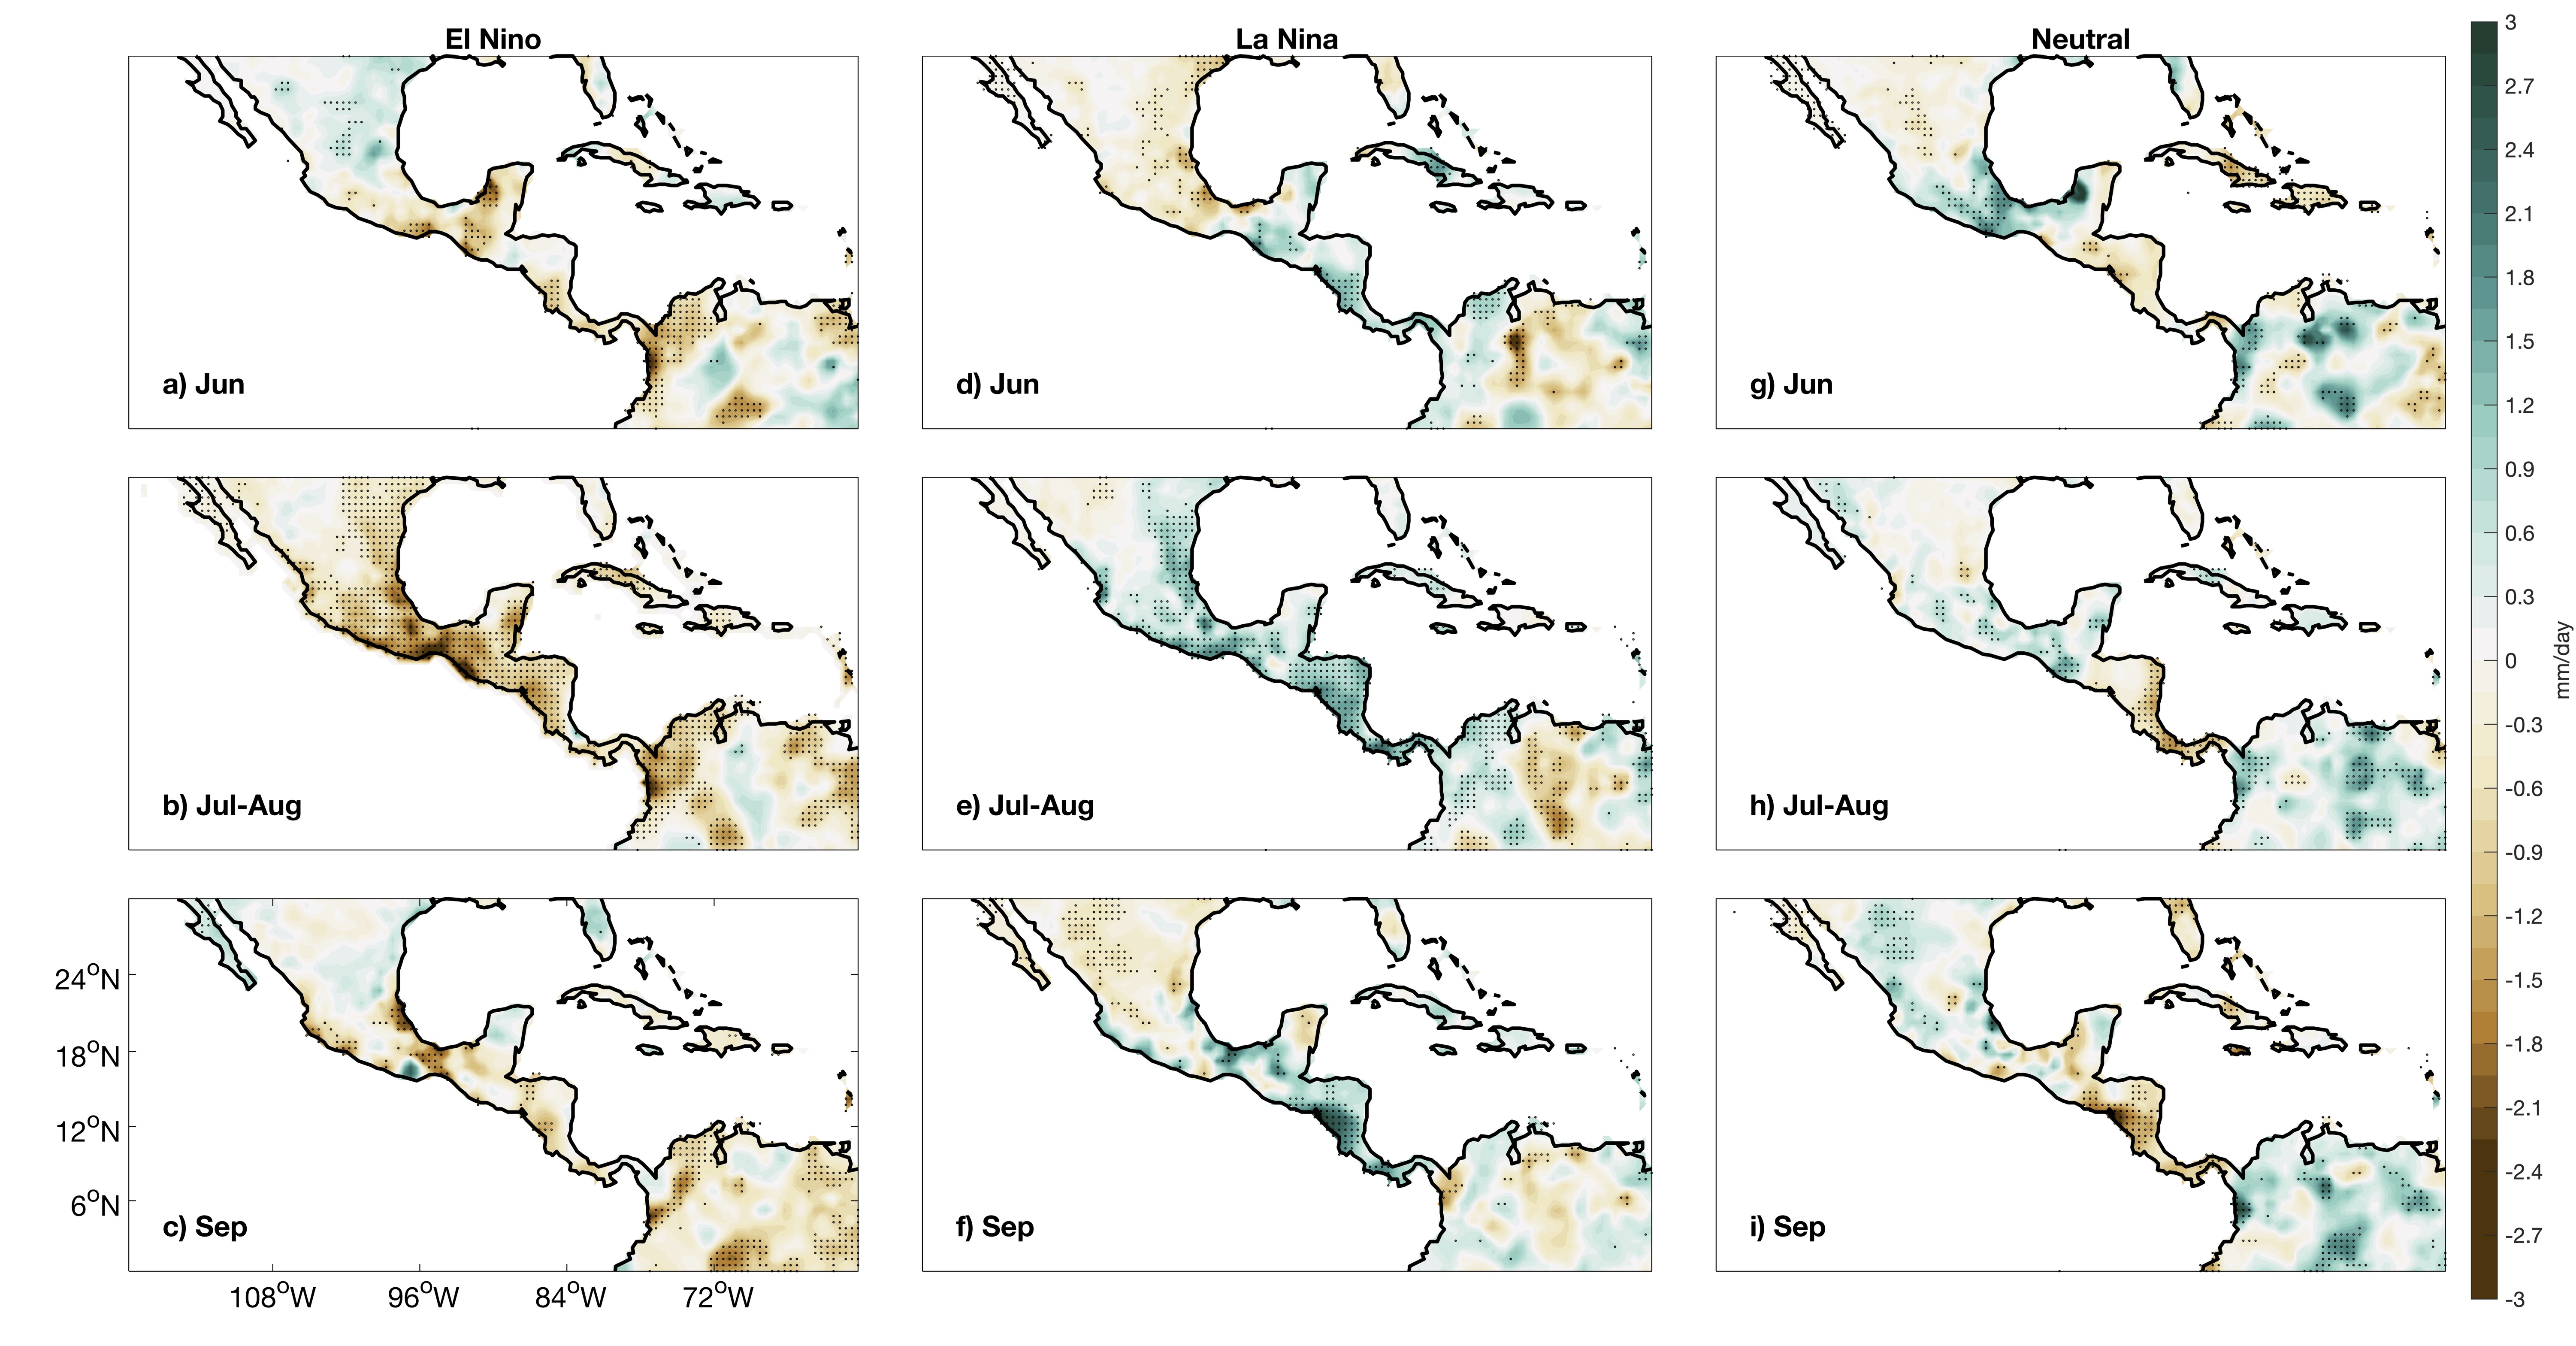 El Nino
La Nina
Neutral
a) Jun
d) Jun
g) Jun
b) Jul-Aug
e) Jul-Aug
h) Jul-Aug
c) Sep
f) Sep
i) Sep
24°N
18°N
12°N
6°N
108°W 96°W 84°W 72°W
3
2.7
2.4
2.1
1.8
1.5
1.2
0.9
0.6
0.3
0
-0.3
-0.6
-0.9
-1.2
-1.5
-1.8
-2.1
-2.4
-2.7
-3
mm/day